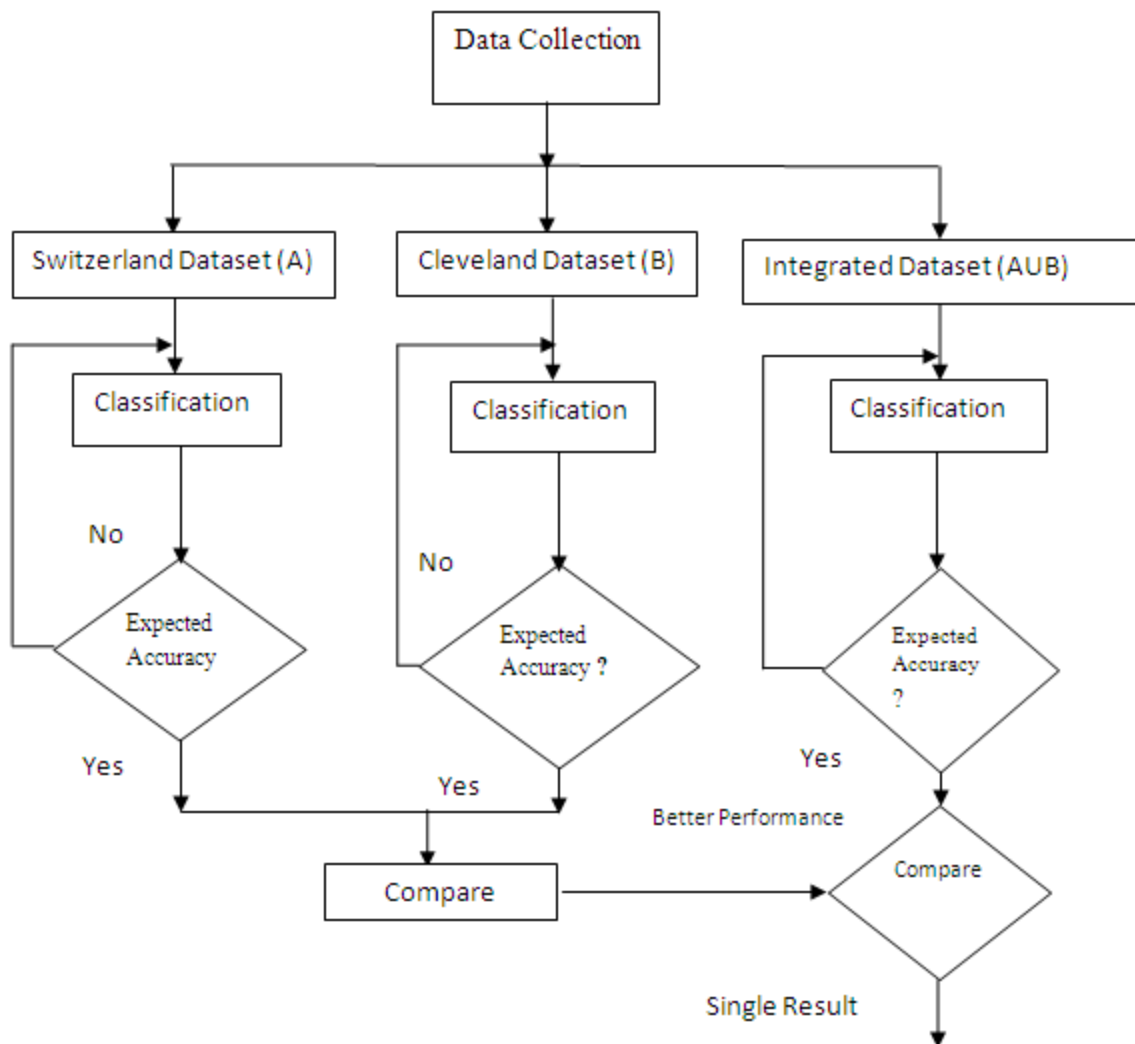 Data Collection
Switzerland Dataset (A)
Cleveland Dataset (B)
Integrated Dataset (AUB)
Classification
Classification
Classification
No
No
Expected
Accuracy
Expected
Accuracy ?
Expected
Accuracy
?
Yes
Yes
Yes
Better Performance
Compare
Compare
Single Result